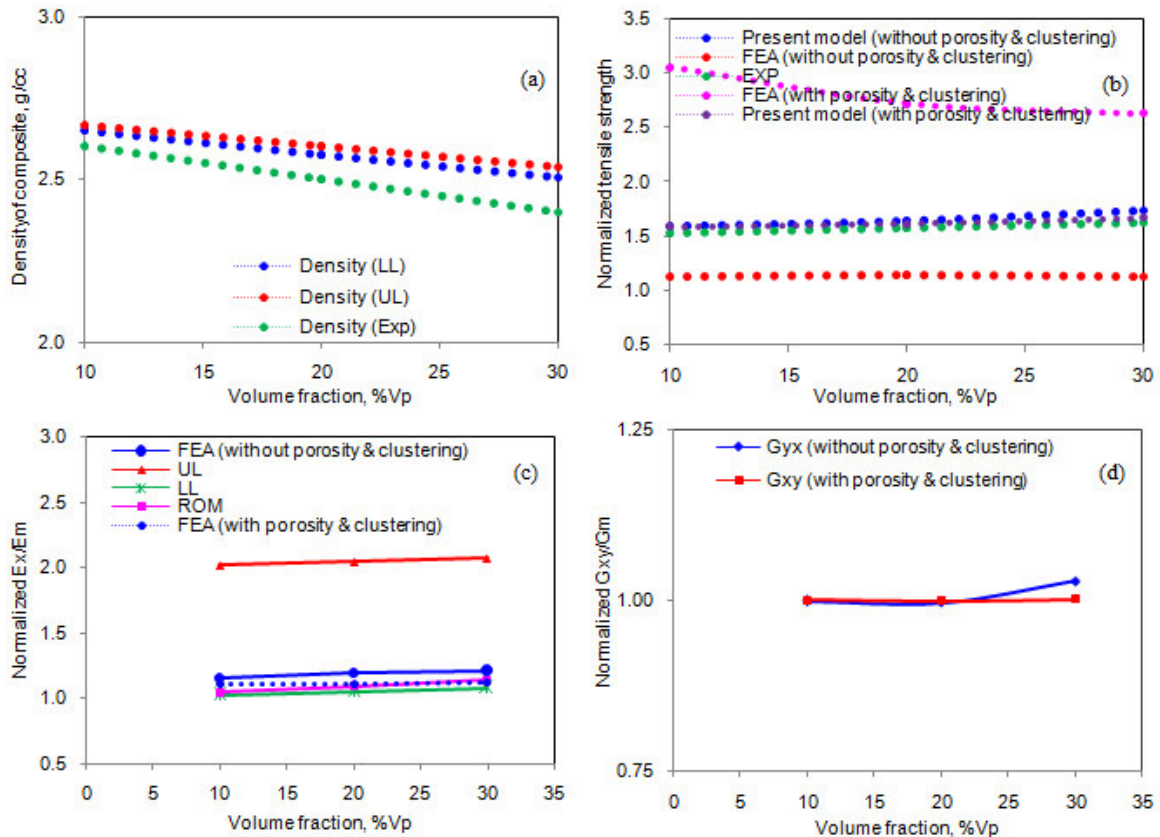 3.0
2.5
2.0
Density of composite, g/cc
(a)
Density (LL)
Density (UL)
Density (Exp)
10 15 20 25 30
Volume fraction, %Vp
3.5
3.0
2.5
2.0
1.5
1.0
0.5
Normalized tensile strength
Present model (without porosity & clustering)
FEA (without porosity & clustering)
EXP
FEA (with porosity & clustering)
Present model (with porosity & clustering)
(b)
10 15 20 25 30
Volume fraction, %Vp
3.0
2.5
2.0
1.5
1.0
0.5
Normalized Ex/Em
FEA (without porosity & clustering)
UL
LL
ROM
FEA (with porosity & clustering)
(c)
0 5 10 15 20 25 30 35
Volume fraction, %Vp
1.25
1.00
0.75
Normalized Gxy/Gm
Gyx (without porosity & clustering)
Gxy (with porosity & clustering)
(d)
0 5 10 15 20 25 30 35
Volume fraction, %Vp